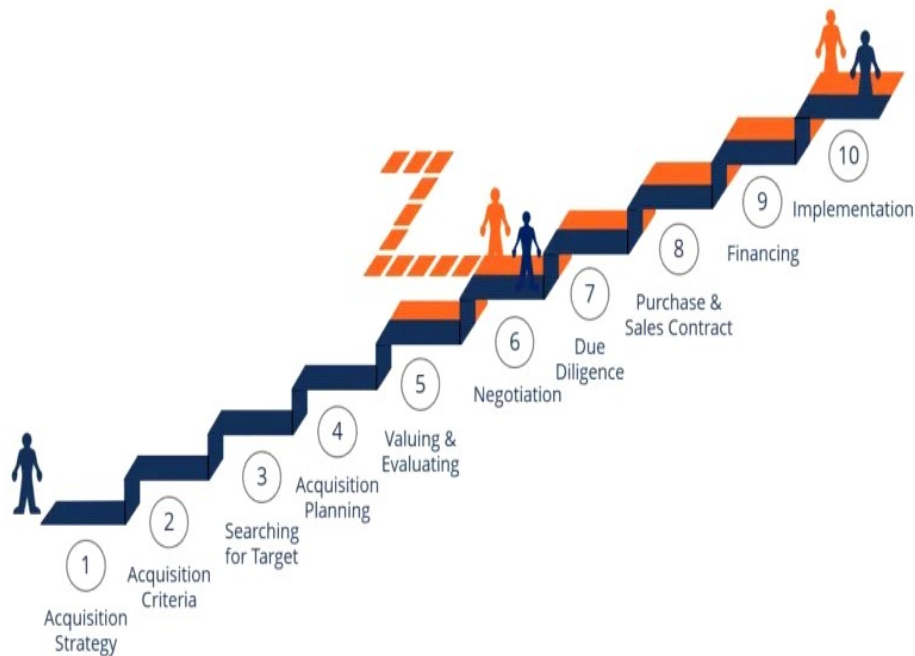 1
Acquisition
Strategy
2
Acquisition
Criteria
3
Searching
for Target
4
Acquisition
Planning
5
Valuing &
Evaluating
6
Negotiation
7
Due
Diligence
8
Purchase &
Sales Contract
9
Financing
10
Implementation